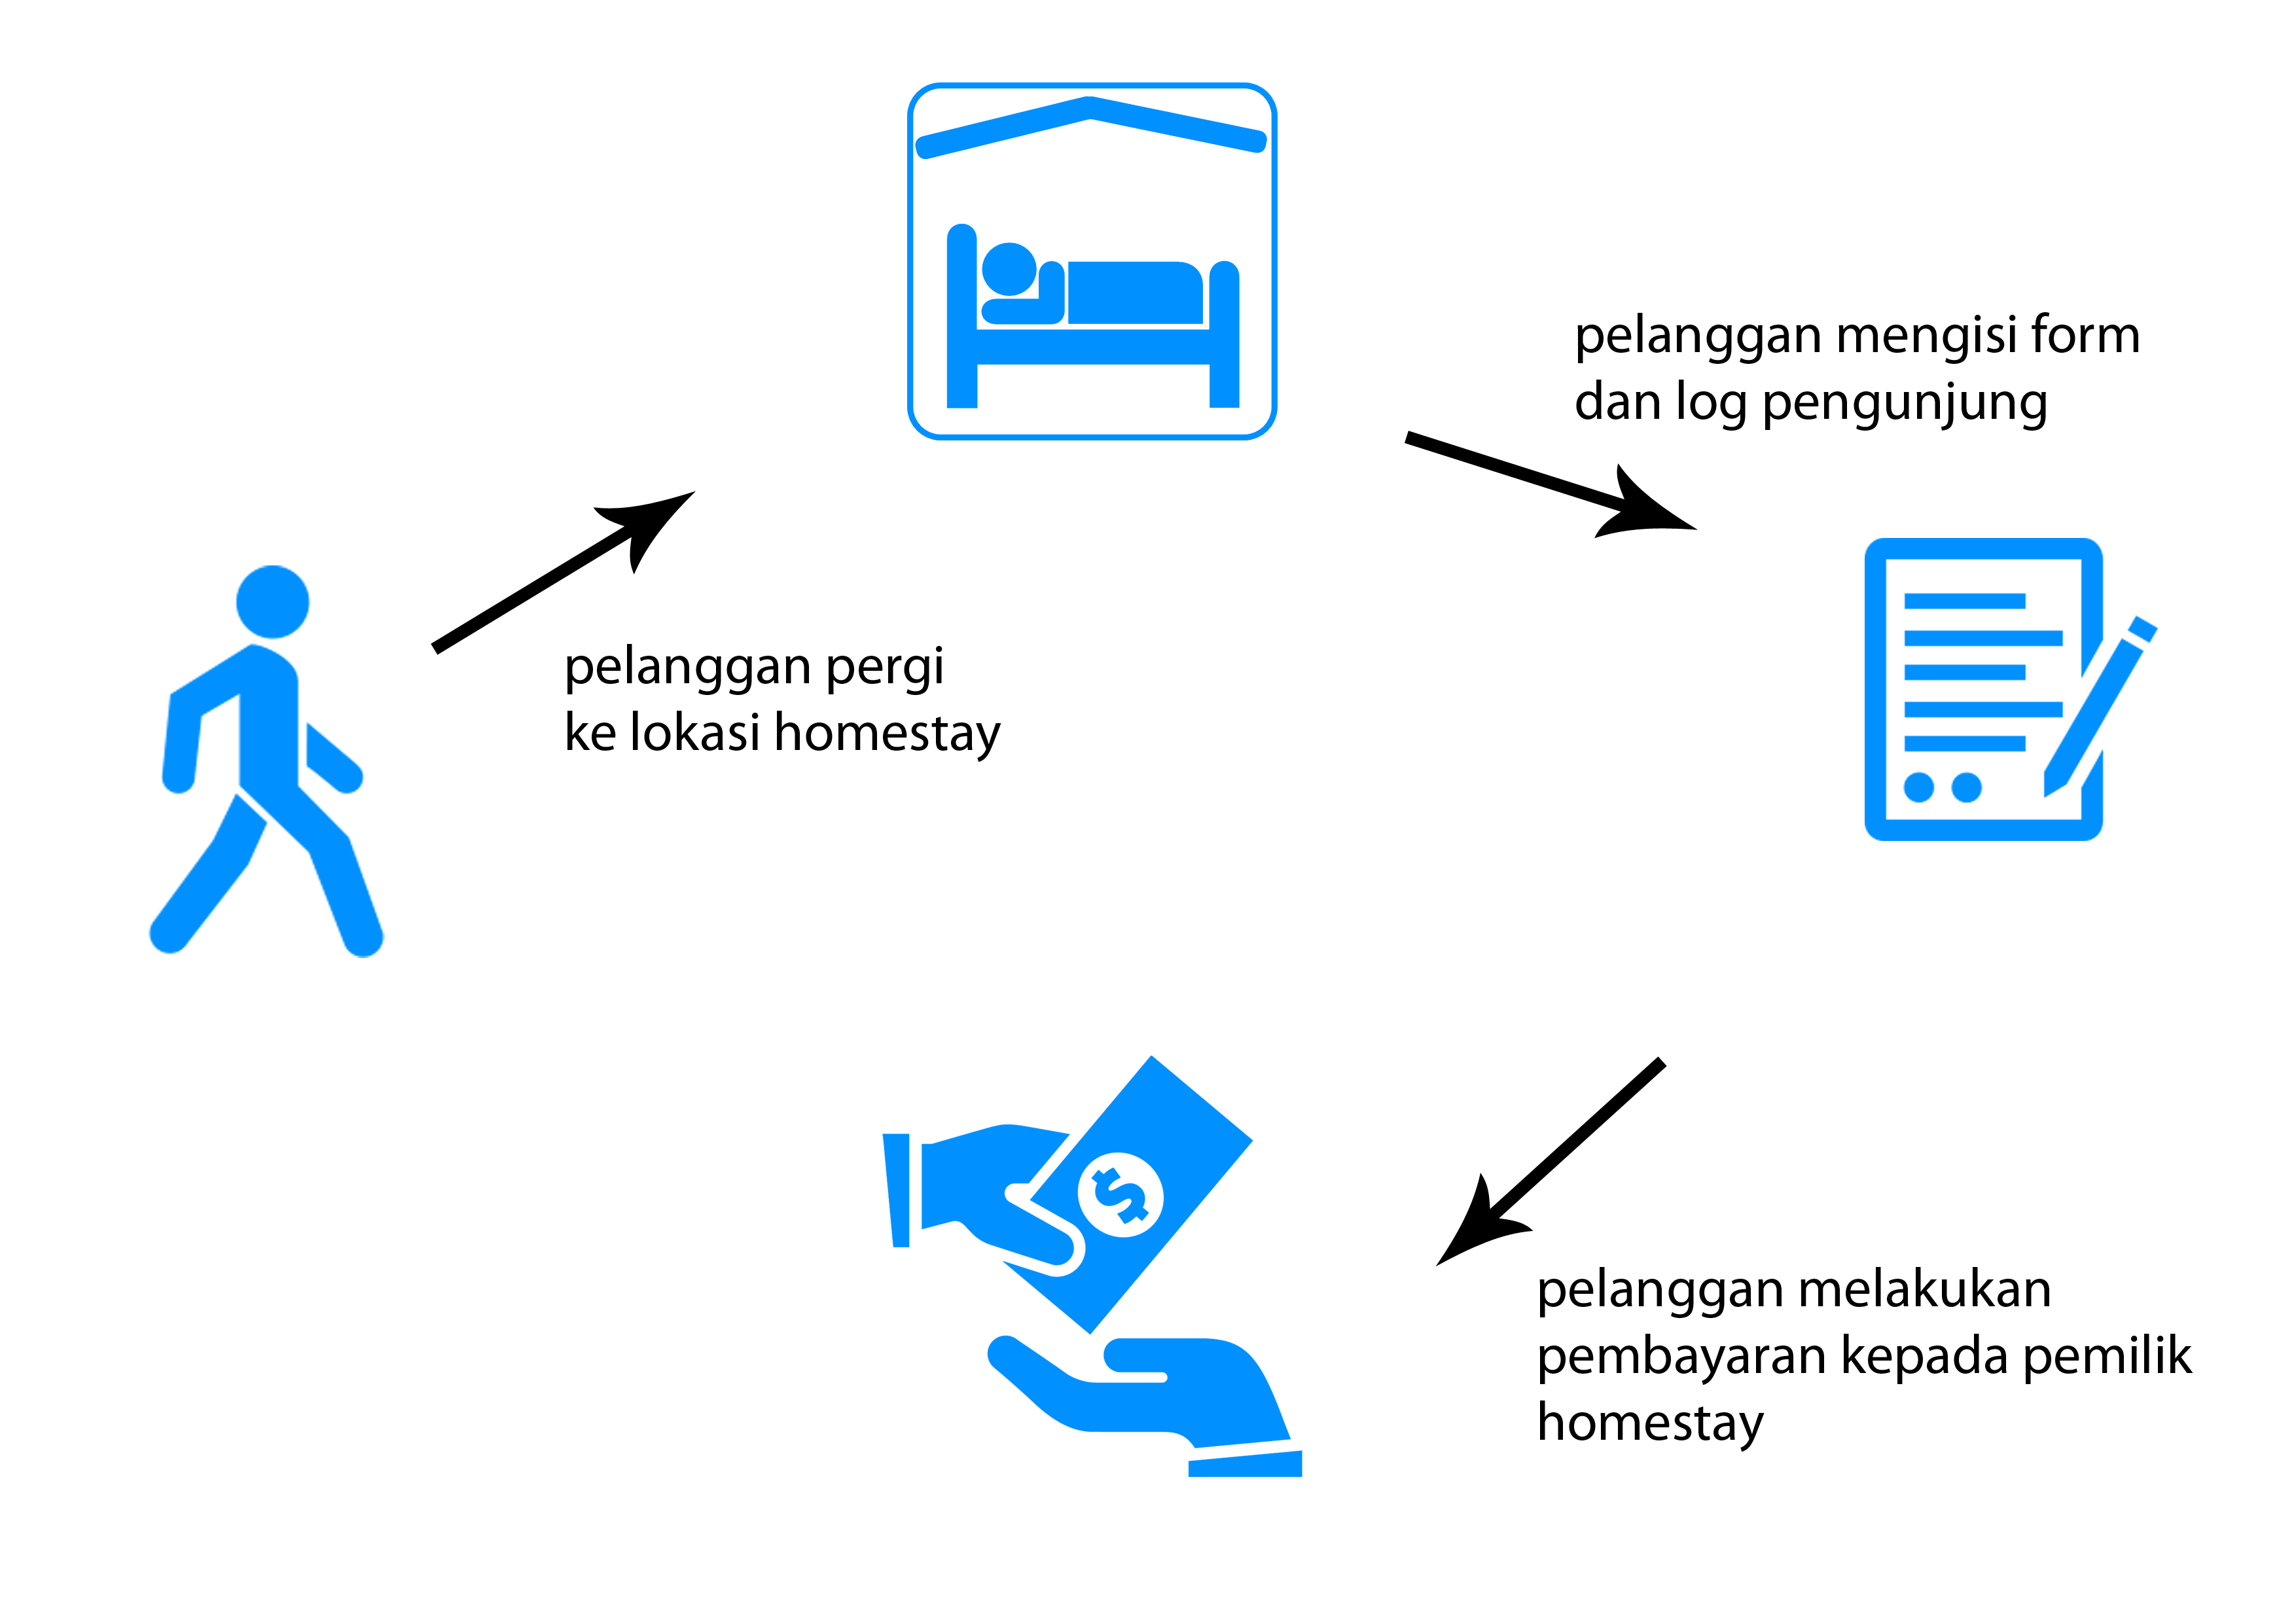 pelanggan mengisi form
dan log pengunjung
pelanggan pergi
ke lokasi homestay
$
pelanggan melakukan
pembayaran kepada pemilik
homestay